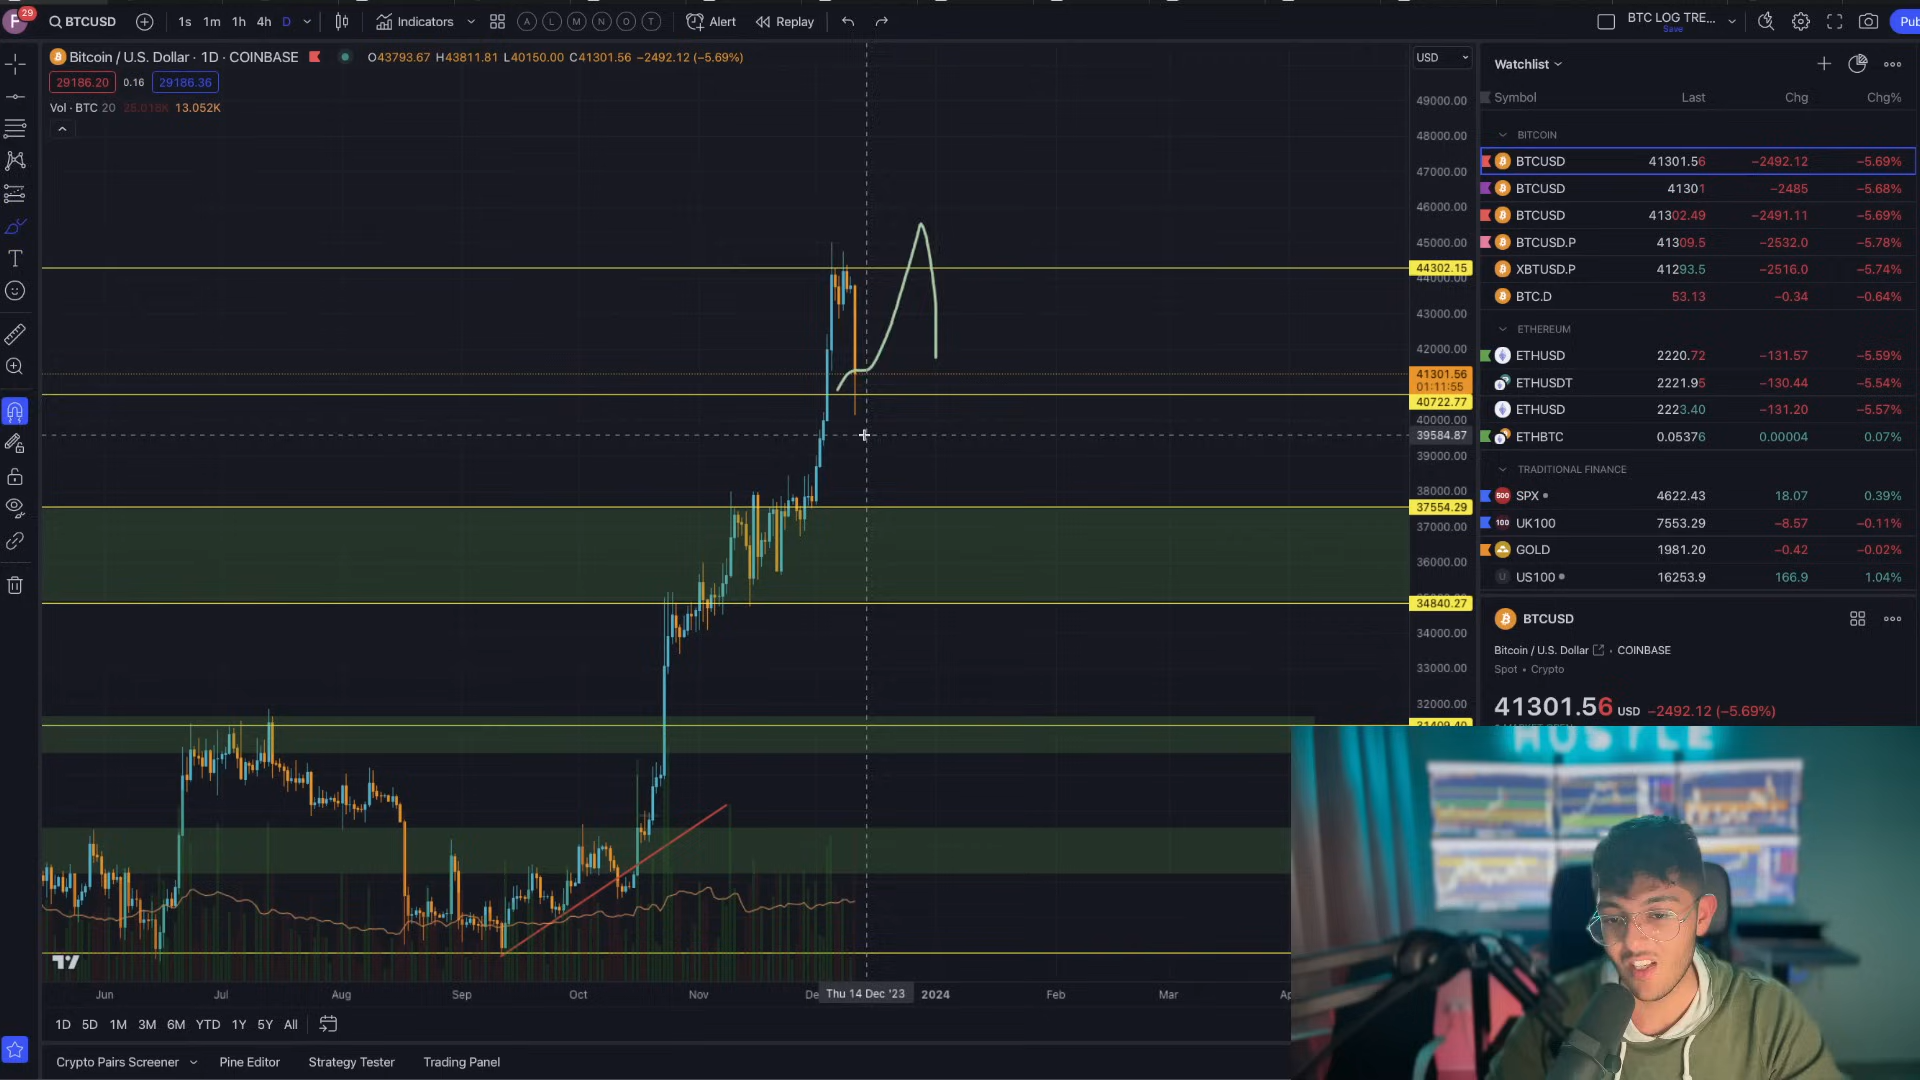 29
BTCUSD
1s 1m 1h 4h D
Indicators
A L M N O T
Alert
Replay
BTC LOG TRE...
Save
Pub
Bitcoin / U.S. Dollar · 1D · COINBASE
O43793.67 H43811.81 L40150.00 C41301.56 −2492.12 (−5.69%)
29186.20 0.16 29186.36
Vol · BTC 20 13.052K
USD
49000.00
48000.00
47000.00
46000.00
45000.00
44302.15
44000.00
43000.00
42000.00
41301.56
01:11:55
40722.77
40000.00
39584.87
39000.00
38000.00
37554.29
37000.00
36000.00
34840.27
34000.00
33000.00
32000.00
31409.40
Jun Jul Aug Sep Oct Nov De Thu 14 Dec '23 2024 Feb Mar
1D 5D 1M 3M 6M YTD 1Y 5Y All
Crypto Pairs Screener Pine Editor Strategy Tester Trading Panel
Watchlist
Symbol Last Chg Chg%
BITCOIN
BTCUSD 41301.56 −2492.12 −5.69%
BTCUSD 41301 −2485 −5.68%
BTCUSD 41302.49 −2491.11 −5.69%
BTCUSD.P 41309.5 −2532.0 −5.78%
XBTUSD.P 41293.5 −2516.0 −5.74%
BTC.D 53.13 −0.34 −0.64%
ETHEREUM
ETHUSD 2220.72 −131.57 −5.59%
ETHUSDT 2221.95 −130.44 −5.54%
ETHUSD 2223.40 −131.20 −5.57%
ETHBTC 0.05376 0.00004 0.07%
TRADITIONAL FINANCE
500 SPX 4622.43 18.07 0.39%
100 UK100 7553.29 −8.57 −0.11%
GOLD 1981.20 −0.42 −0.02%
U US100 16253.9 166.9 1.04%
BTCUSD
Bitcoin / U.S. Dollar · COINBASE
Spot · Crypto
41301.56 USD −2492.12 (−5.69%)
HUSTLE